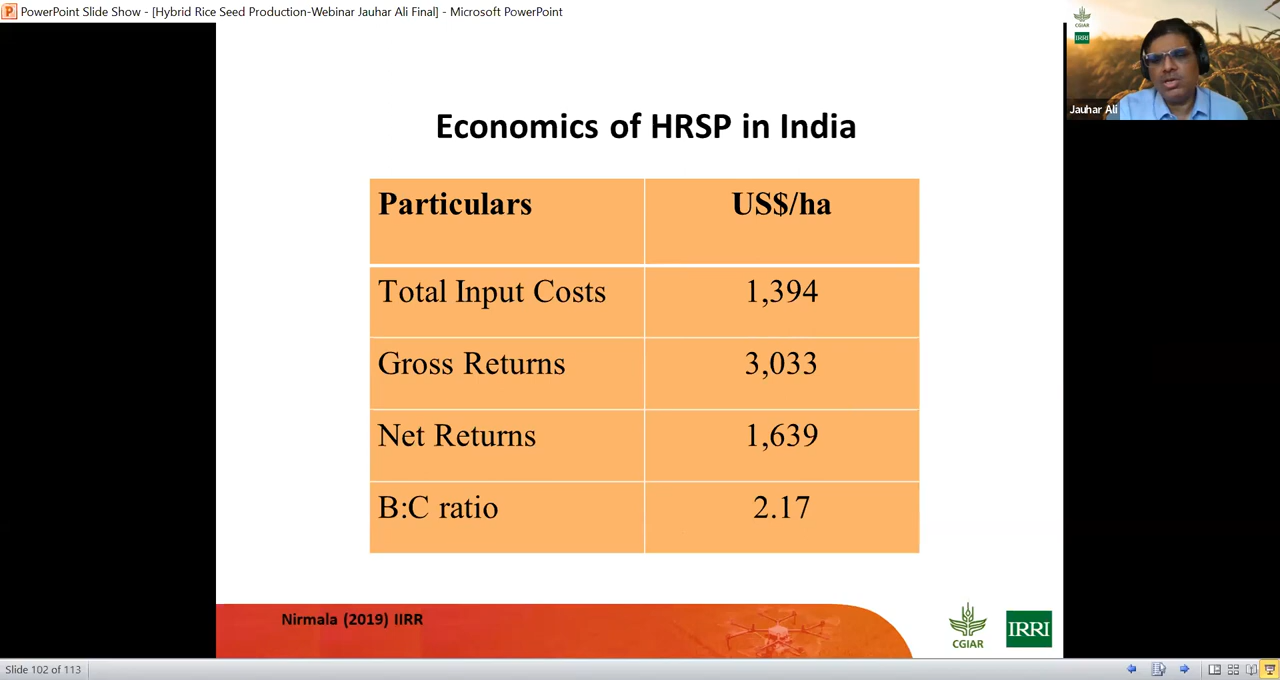 PowerPoint Slide Show - [Hybrid Rice Seed Production-Webinar Jauhar Ali Final] - Microsoft PowerPoint
CGIAR
IRRI
Jauhar Ali
Economics of HRSP in India
Particulars US$/ha
Total Input Costs 1,394
Gross Returns 3,033
Net Returns 1,639
B:C ratio 2.17
Nirmala (2019) IIRR
CGIAR
IRRI
Slide 102 of 113